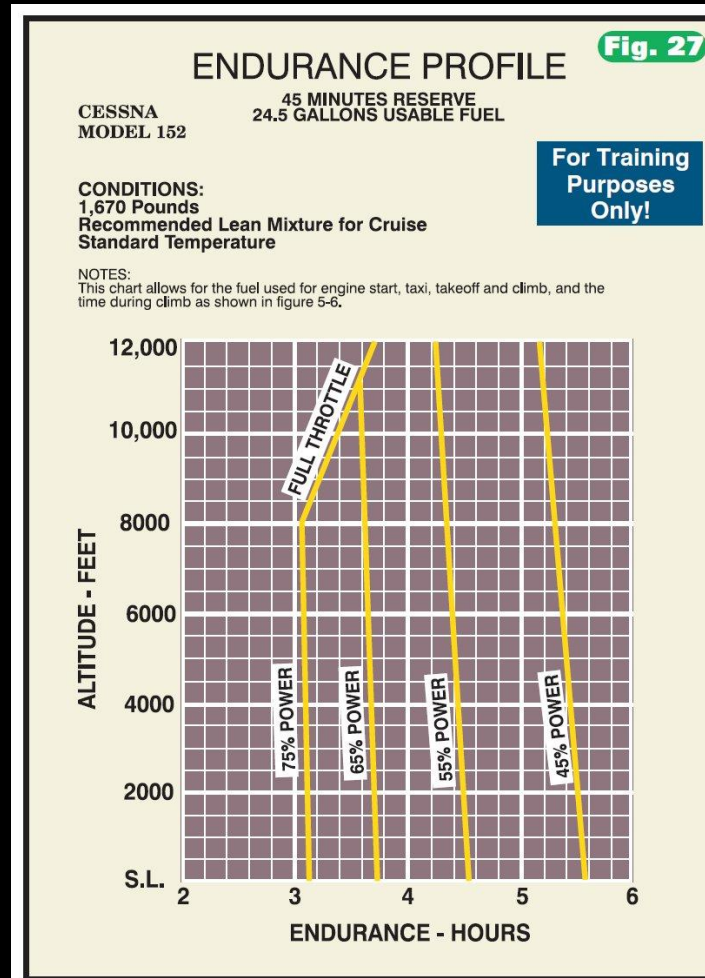 Fig. 27
ENDURANCE PROFILE
45 MINUTES RESERVE
24.5 GALLONS USABLE FUEL
CESSNA
MODEL 152
For Training
Purposes
Only!
CONDITIONS:
1,670 Pounds
Recommended Lean Mixture for Cruise
Standard Temperature
NOTES:
This chart allows for the fuel used for engine start, taxi, takeoff and climb, and the
time during climb as shown in figure 5-6.
12,000
10,000
8000
6000
4000
2000
S.L.
ALTITUDE - FEET
FULL THROTTLE
75% POWER
65% POWER
55% POWER
45% POWER
2 3 4 5 6
ENDURANCE - HOURS